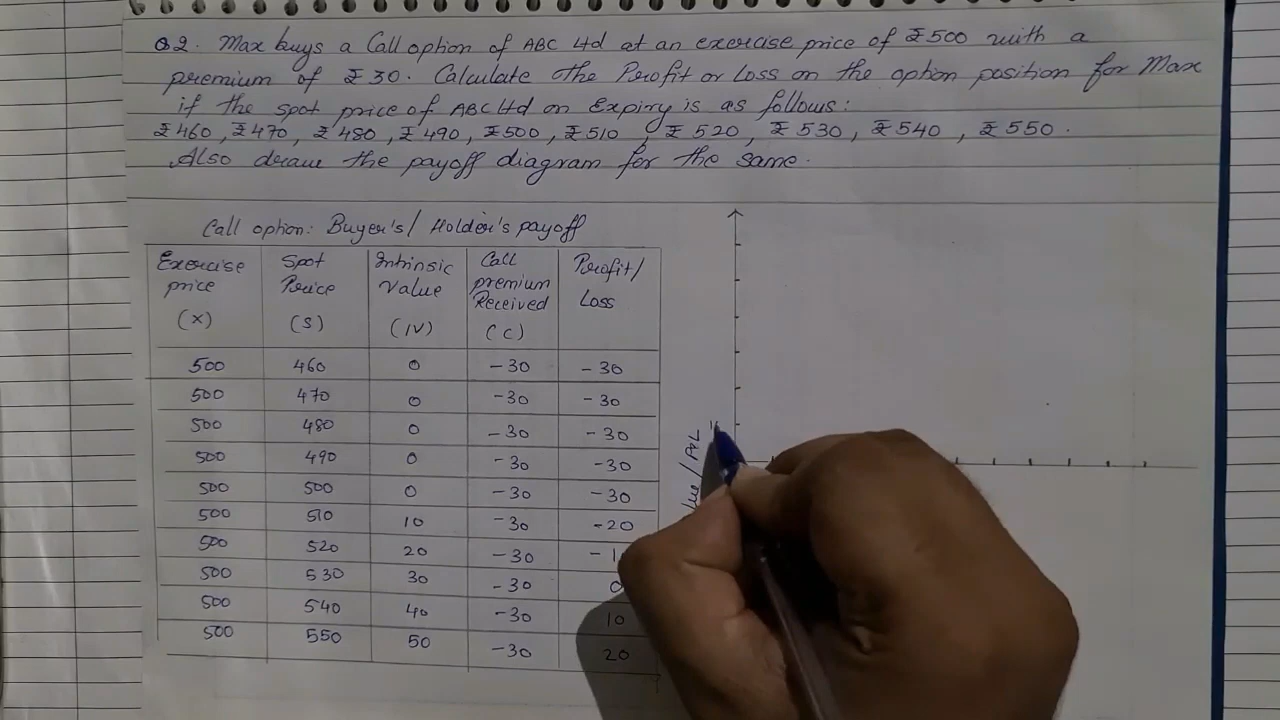 Q2. Max buys a Call option of ABC Ltd at an exercise price of ₹500 with a
premium of ₹30. Calculate the Profit or Loss on the option position for Max
if the spot price of ABC Ltd on Expiry is as follows:
₹460, ₹470, ₹480, ₹490, ₹500, ₹510, ₹520, ₹530, ₹540, ₹550.
Also draw the payoff diagram for the same.
Call option: Buyer's/Holder's payoff
Exercise price (X) Spot Price (S) Intrinsic Value (IV) Call premium Received (C) Profit/Loss
500 460 0 -30 -30
500 470 0 -30 -30
500 480 0 -30 -30
500 490 0 -30 -30
500 500 0 -30 -30
500 510 10 -30 -20
500 520 20 -30
500 530 30 -30 0
500 540 40 -30 10
500 550 50 -30 20